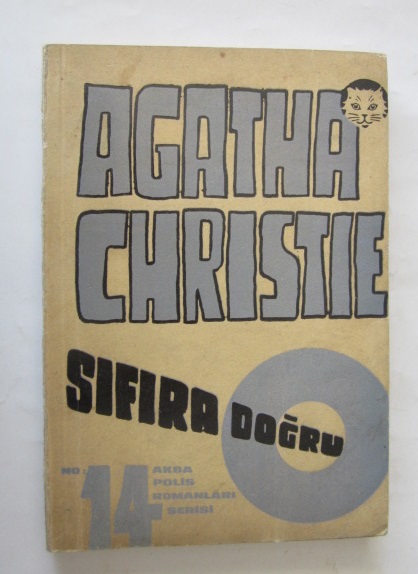 AGATHA
CHRISTIE
SIFIRA DOĞRU
NO: 14
AKBA
POLİS
ROMANLARI
SERİSİ